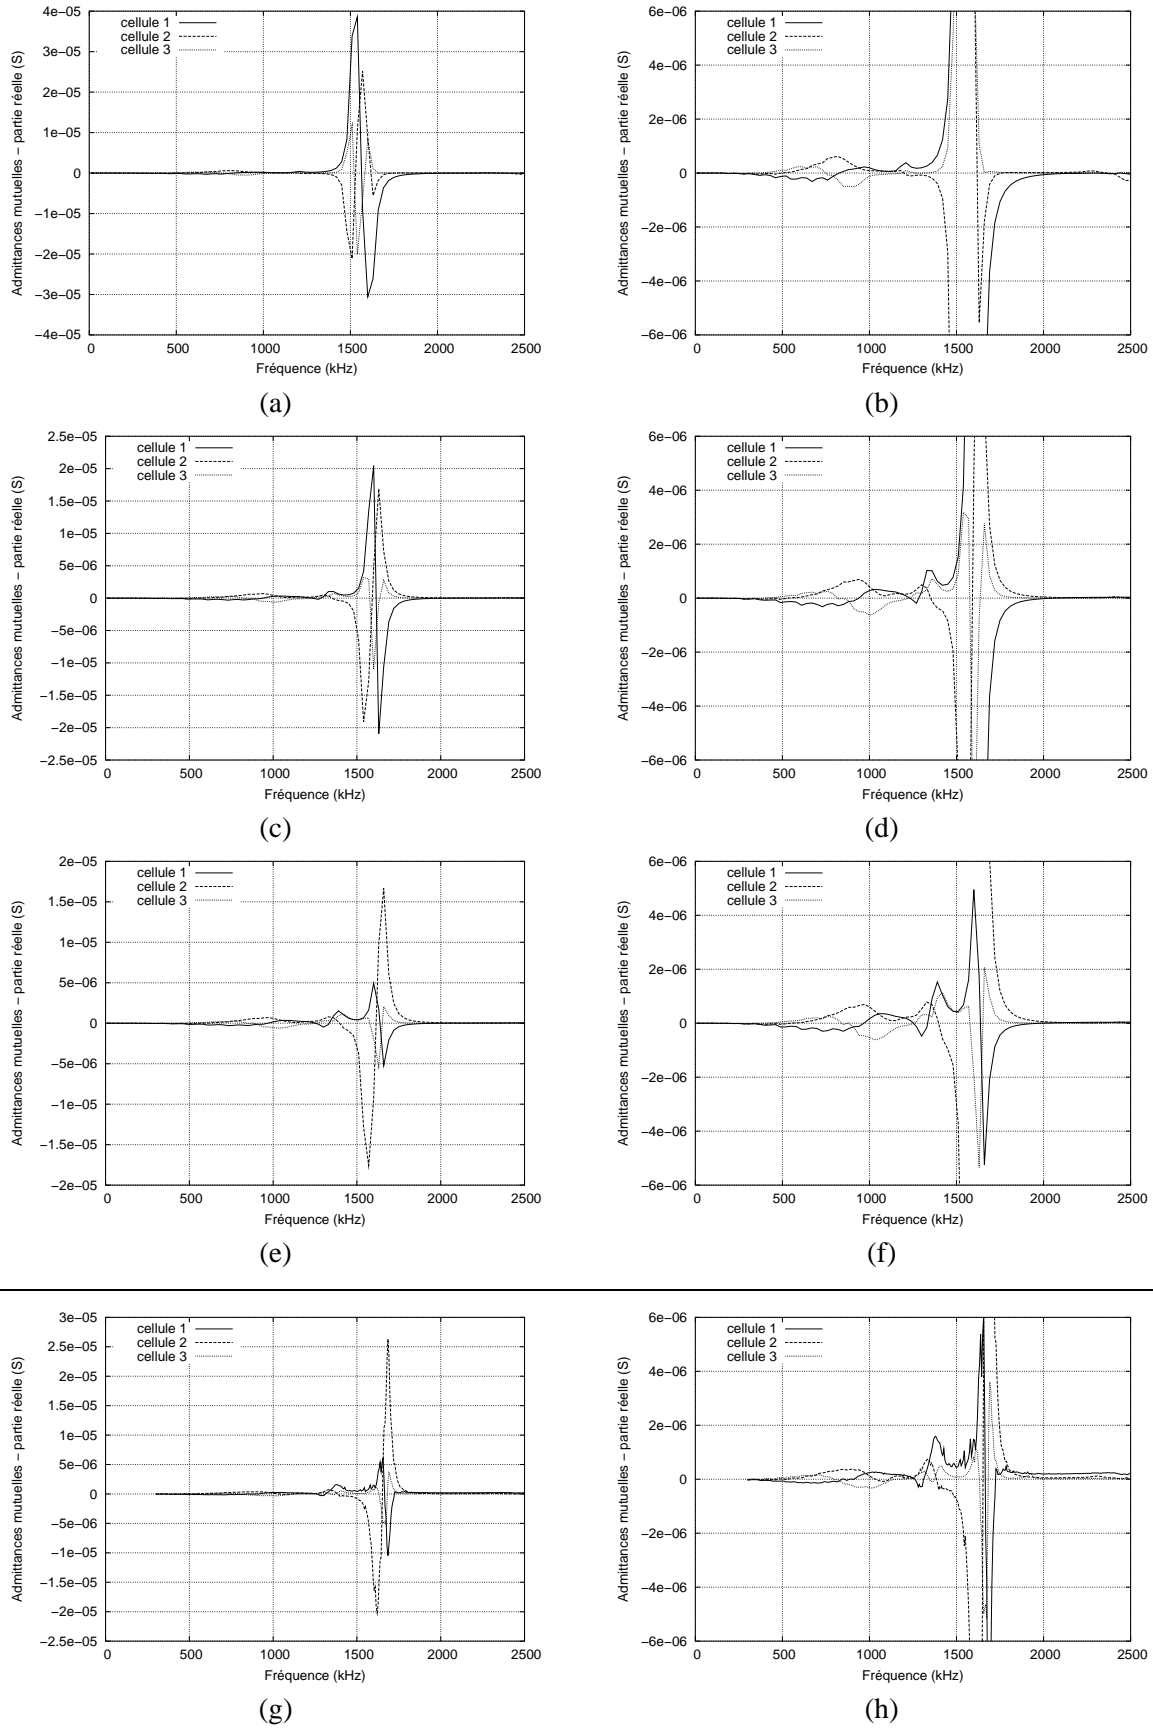 Admittances mutuelles − partie réelle (S)
4e−05
3e−05
2e−05
1e−05
0
−1e−05
−2e−05
−3e−05
−4e−05
cellule 1
cellule 2
cellule 3
0 500 1000 1500 2000 2500
Fréquence (kHz)
(a)
Admittances mutuelles − partie réelle (S)
6e−06
4e−06
2e−06
0
−2e−06
−4e−06
−6e−06
cellule 1
cellule 2
cellule 3
0 500 1000 1500 2000 2500
Fréquence (kHz)
(b)
Admittances mutuelles − partie réelle (S)
2.5e−05
2e−05
1.5e−05
1e−05
5e−06
0
−5e−06
−1e−05
−1.5e−05
−2e−05
−2.5e−05
cellule 1
cellule 2
cellule 3
0 500 1000 1500 2000 2500
Fréquence (kHz)
(c)
Admittances mutuelles − partie réelle (S)
6e−06
4e−06
2e−06
0
−2e−06
−4e−06
−6e−06
cellule 1
cellule 2
cellule 3
0 500 1000 1500 2000 2500
Fréquence (kHz)
(d)
Admittances mutuelles − partie réelle (S)
2e−05
1.5e−05
1e−05
5e−06
0
−5e−06
−1e−05
−1.5e−05
−2e−05
cellule 1
cellule 2
cellule 3
0 500 1000 1500 2000 2500
Fréquence (kHz)
(e)
Admittances mutuelles − partie réelle (S)
6e−06
4e−06
2e−06
0
−2e−06
−4e−06
−6e−06
cellule 1
cellule 2
cellule 3
0 500 1000 1500 2000 2500
Fréquence (kHz)
(f)
Admittances mutuelles − partie réelle (S)
3e−05
2.5e−05
2e−05
1.5e−05
1e−05
5e−06
0
−5e−06
−1e−05
−1.5e−05
−2e−05
−2.5e−05
cellule 1
cellule 2
cellule 3
0 500 1000 1500 2000 2500
Fréquence (kHz)
(g)
Admittances mutuelles − partie réelle (S)
6e−06
4e−06
2e−06
0
−2e−06
−4e−06
−6e−06
cellule 1
cellule 2
cellule 3
0 500 1000 1500 2000 2500
Fréquence (kHz)
(h)